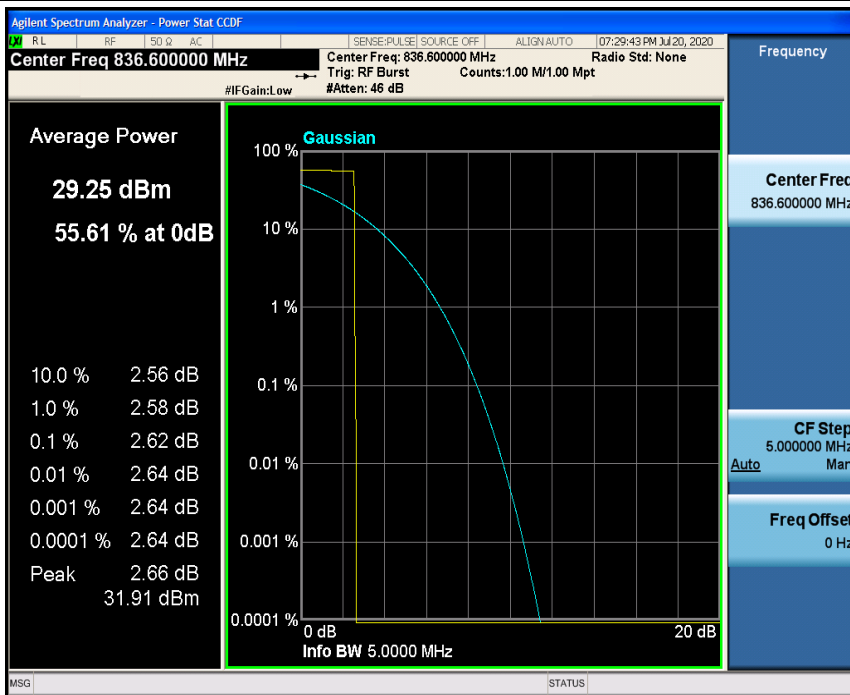 Agilent Spectrum Analyzer - Power Stat CCDF
LXI RL RF 50 Ω AC SENSE:PULSE SOURCE OFF ALIGN AUTO 07:29:43 PM Jul 20, 2020
Center Freq 836.600000 MHz
Center Freq: 836.600000 MHz Radio Std: None
Trig: RF Burst Counts:1.00 M/1.00 Mpt
#IFGain:Low #Atten: 46 dB
Frequency
Average Power
29.25 dBm
55.61 % at 0dB
10.0 % 2.56 dB
1.0 % 2.58 dB
0.1 % 2.62 dB
0.01 % 2.64 dB
0.001 % 2.64 dB
0.0001 % 2.64 dB
Peak 2.66 dB
31.91 dBm
Gaussian
100 %
10 %
1 %
0.1 %
0.01 %
0.001 %
0.0001 %
0 dB 20 dB
Info BW 5.0000 MHz
Center Freq
836.600000 MHz
CF Step
5.000000 MHz
Auto Man
Freq Offset
0 Hz
MSG STATUS